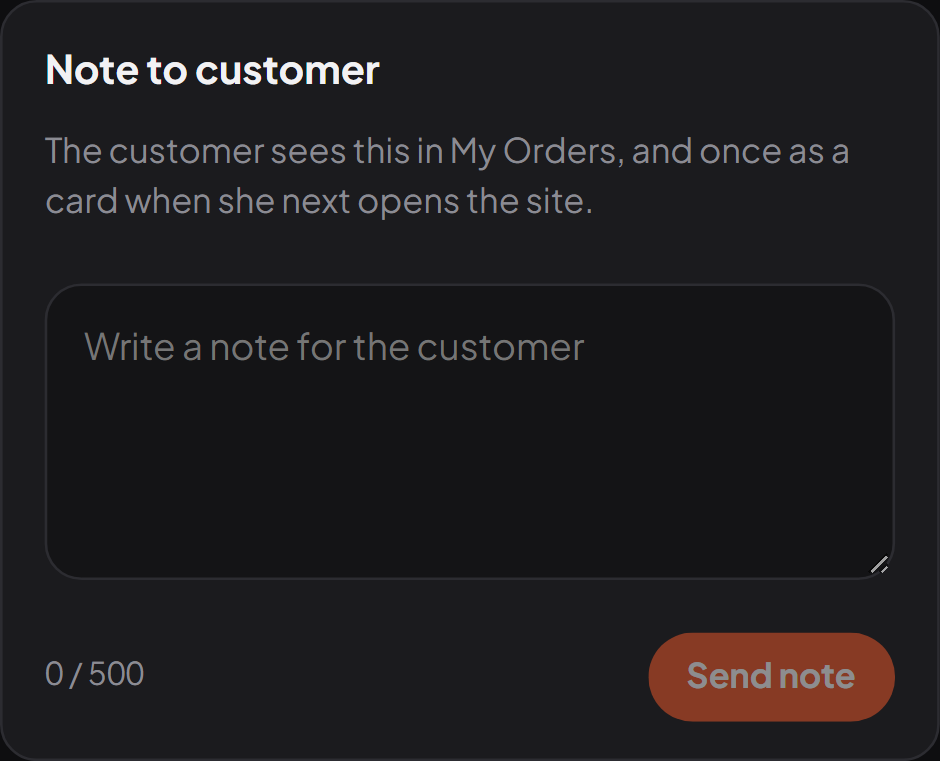 Note to customer
The customer sees this in My Orders, and once as a
card when she next opens the site.
Write a note for the customer
0 / 500
Send note